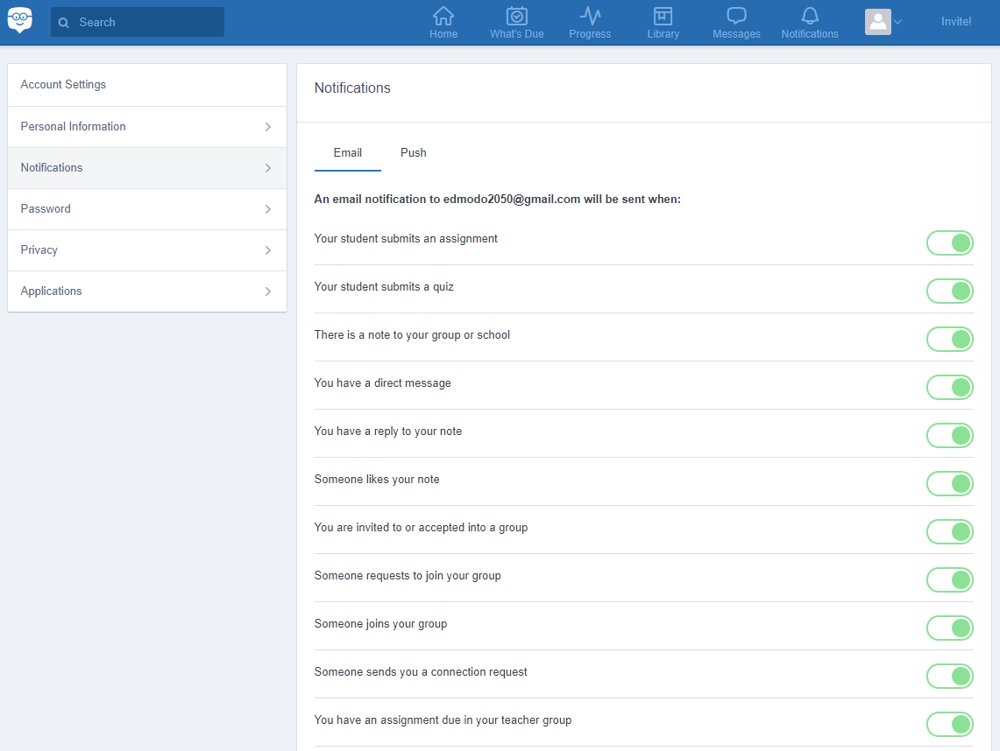 Search
Home
What's Due
Progress
Library
Messages
Notifications
Invite!
Account Settings
Personal Information
Notifications
Password
Privacy
Applications
Notifications
Email
Push
An email notification to edmodo2050@gmail.com will be sent when:
Your student submits an assignment
Your student submits a quiz
There is a note to your group or school
You have a direct message
You have a reply to your note
Someone likes your note
You are invited to or accepted into a group
Someone requests to join your group
Someone joins your group
Someone sends you a connection request
You have an assignment due in your teacher group